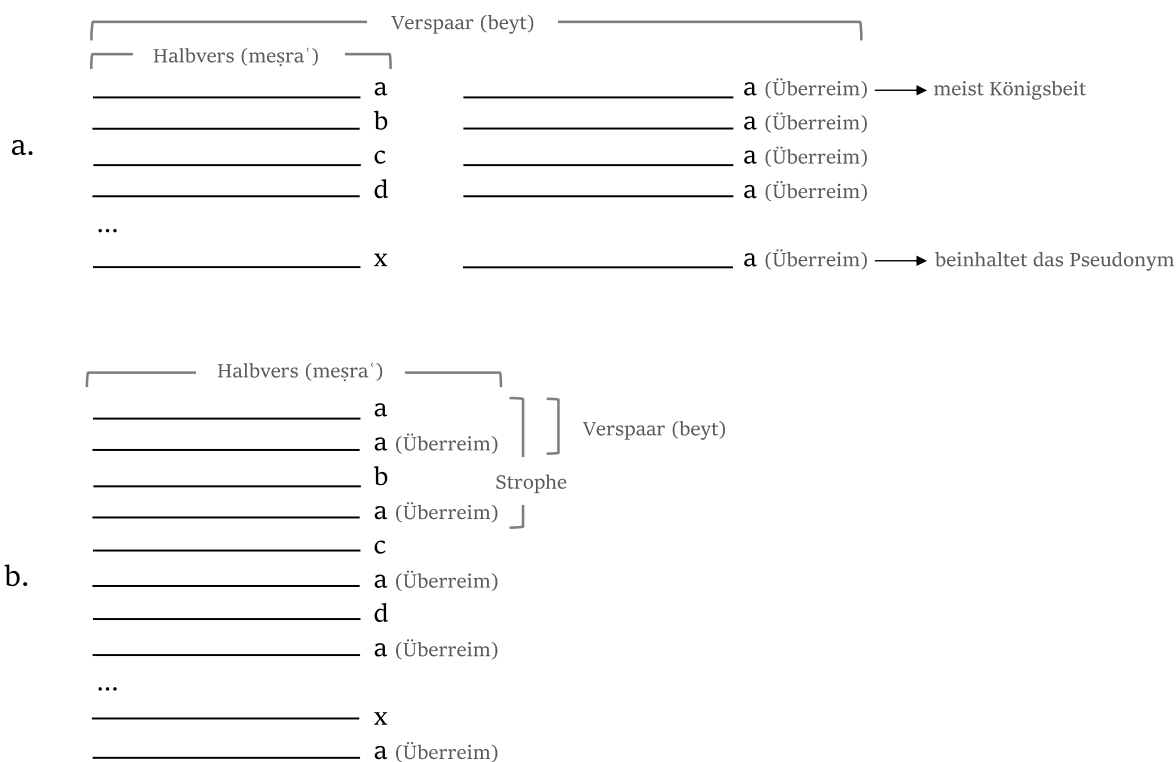 Verspaar (beyt)
Halbvers (meṣraʿ)
a a (Überreim) meist Königsbeit
b a (Überreim)
a.
c a (Überreim)
d a (Überreim)
...
x a (Überreim) beinhaltet das Pseudonym
Halbvers (meṣraʿ)
a
Verspaar (beyt)
a (Überreim)
b
Strophe
a (Überreim)
c
b.
a (Überreim)
d
a (Überreim)
...
x
a (Überreim)